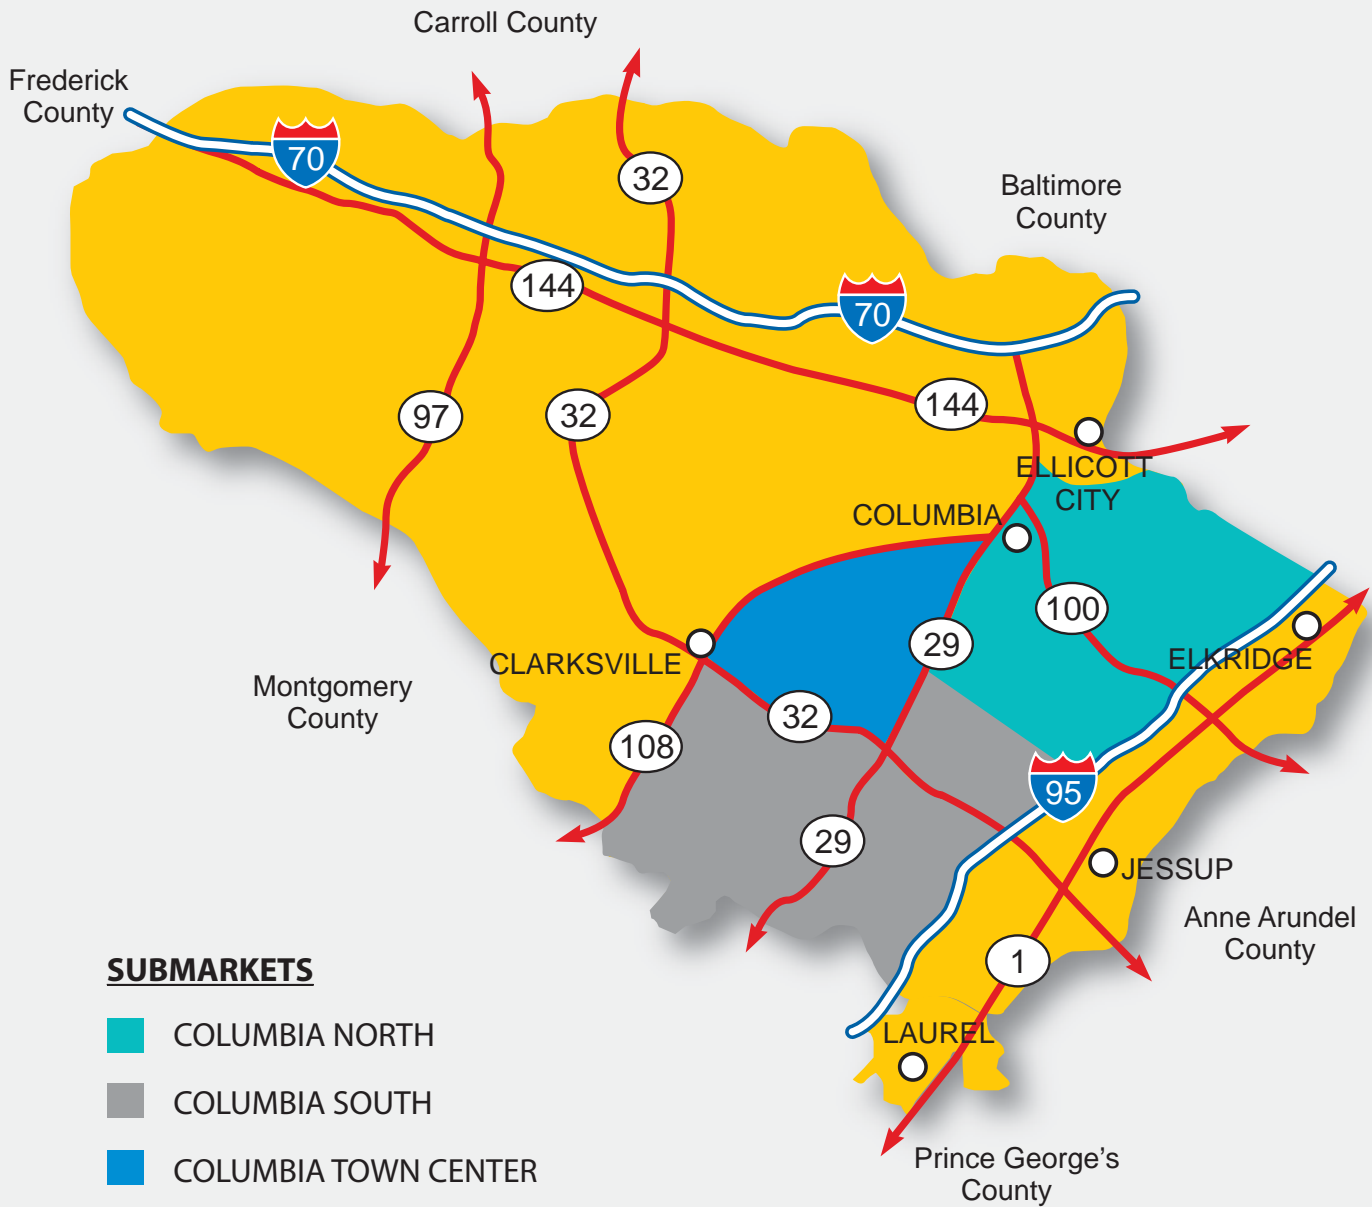 Carroll County
Frederick
County
70
32
Baltimore
County
144
70
97
32
144
ELLICOTT
CITY
COLUMBIA
100
29
CLARKSVILLE
ELKRIDGE
Montgomery
County
32
108
95
29
JESSUP
Anne Arundel
County
1
SUBMARKETS
COLUMBIA NORTH
LAUREL
COLUMBIA SOUTH
COLUMBIA TOWN CENTER
Prince George's
County